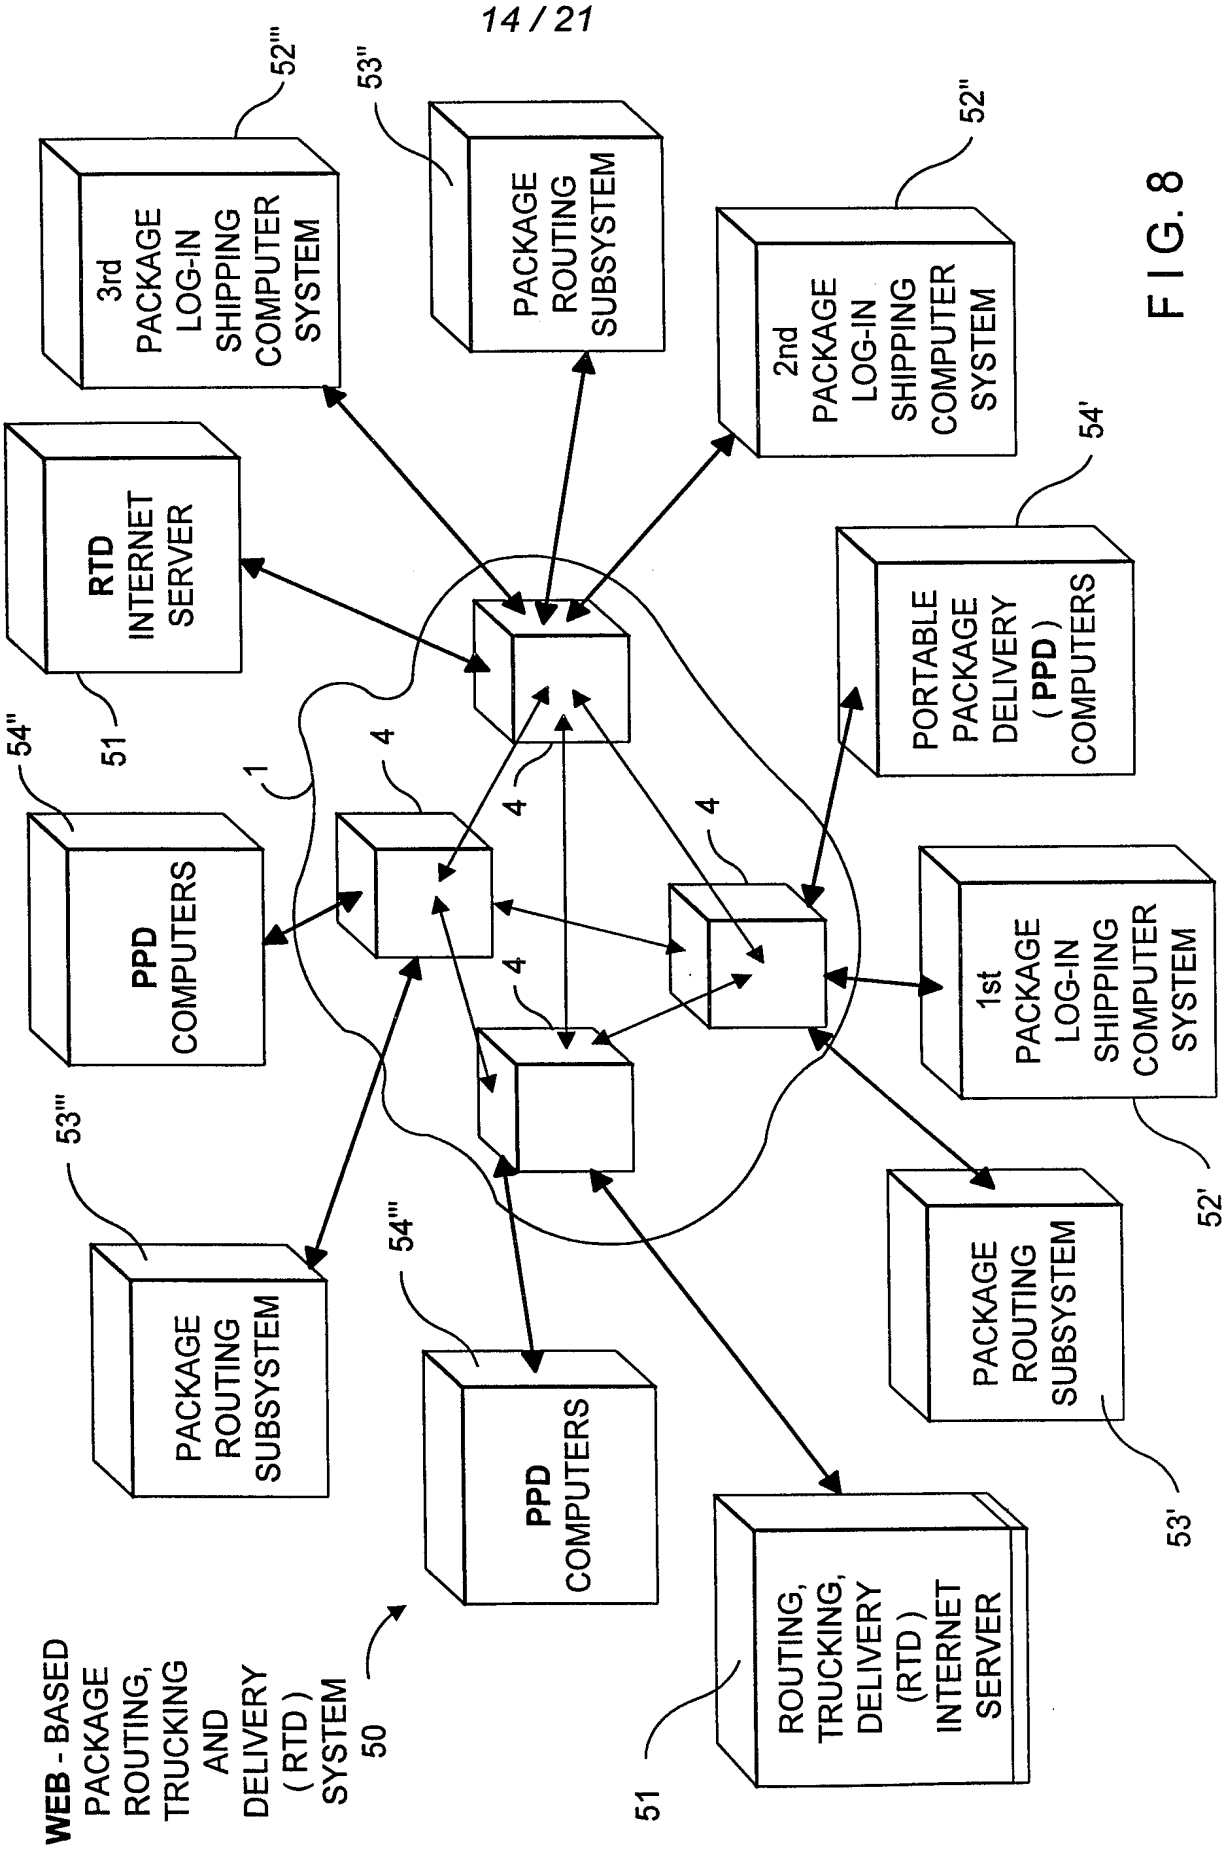 14/21
WEB-BASED
PACKAGE
ROUTING,
TRUCKING
AND
DELIVERY
(RTD)
SYSTEM
50
53'''
PACKAGE
ROUTING
SUBSYSTEM
54''
PPD
COMPUTERS
51
RTD
INTERNET
SERVER
52'''
3rd
PACKAGE
LOG-IN
SHIPPING
COMPUTER
SYSTEM
53''
PACKAGE
ROUTING
SUBSYSTEM
1
4
4
4
4
54'''
PPD
COMPUTERS
51
ROUTING,
TRUCKING,
DELIVERY
(RTD)
INTERNET
SERVER
53'
PACKAGE
ROUTING
SUBSYSTEM
52'
1st
PACKAGE
LOG-IN
SHIPPING
COMPUTER
SYSTEM
54'
PORTABLE
PACKAGE
DELIVERY
(PPD)
COMPUTERS
52''
2nd
PACKAGE
LOG-IN
SHIPPING
COMPUTER
SYSTEM
FIG. 8